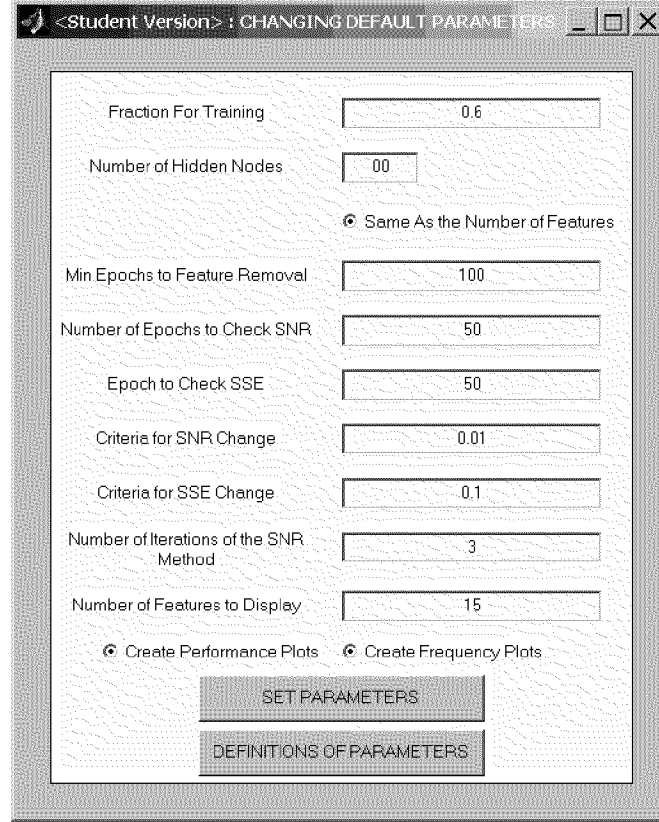 <Student Version> : CHANGING DEFAULT PARAMETERS
Fraction For Training 0.6
Number of Hidden Nodes 00
Same As the Number of Features
Min Epochs to Feature Removal 100
Number of Epochs to Check SNR 50
Epoch to Check SSE 50
Criteria for SNR Change 0.01
Criteria for SSE Change 0.1
Number of Iterations of the SNR
Method
3
Number of Features to Display 15
Create Performance Plots Create Frequency Plots
SET PARAMETERS
DEFINITIONS OF PARAMETERS